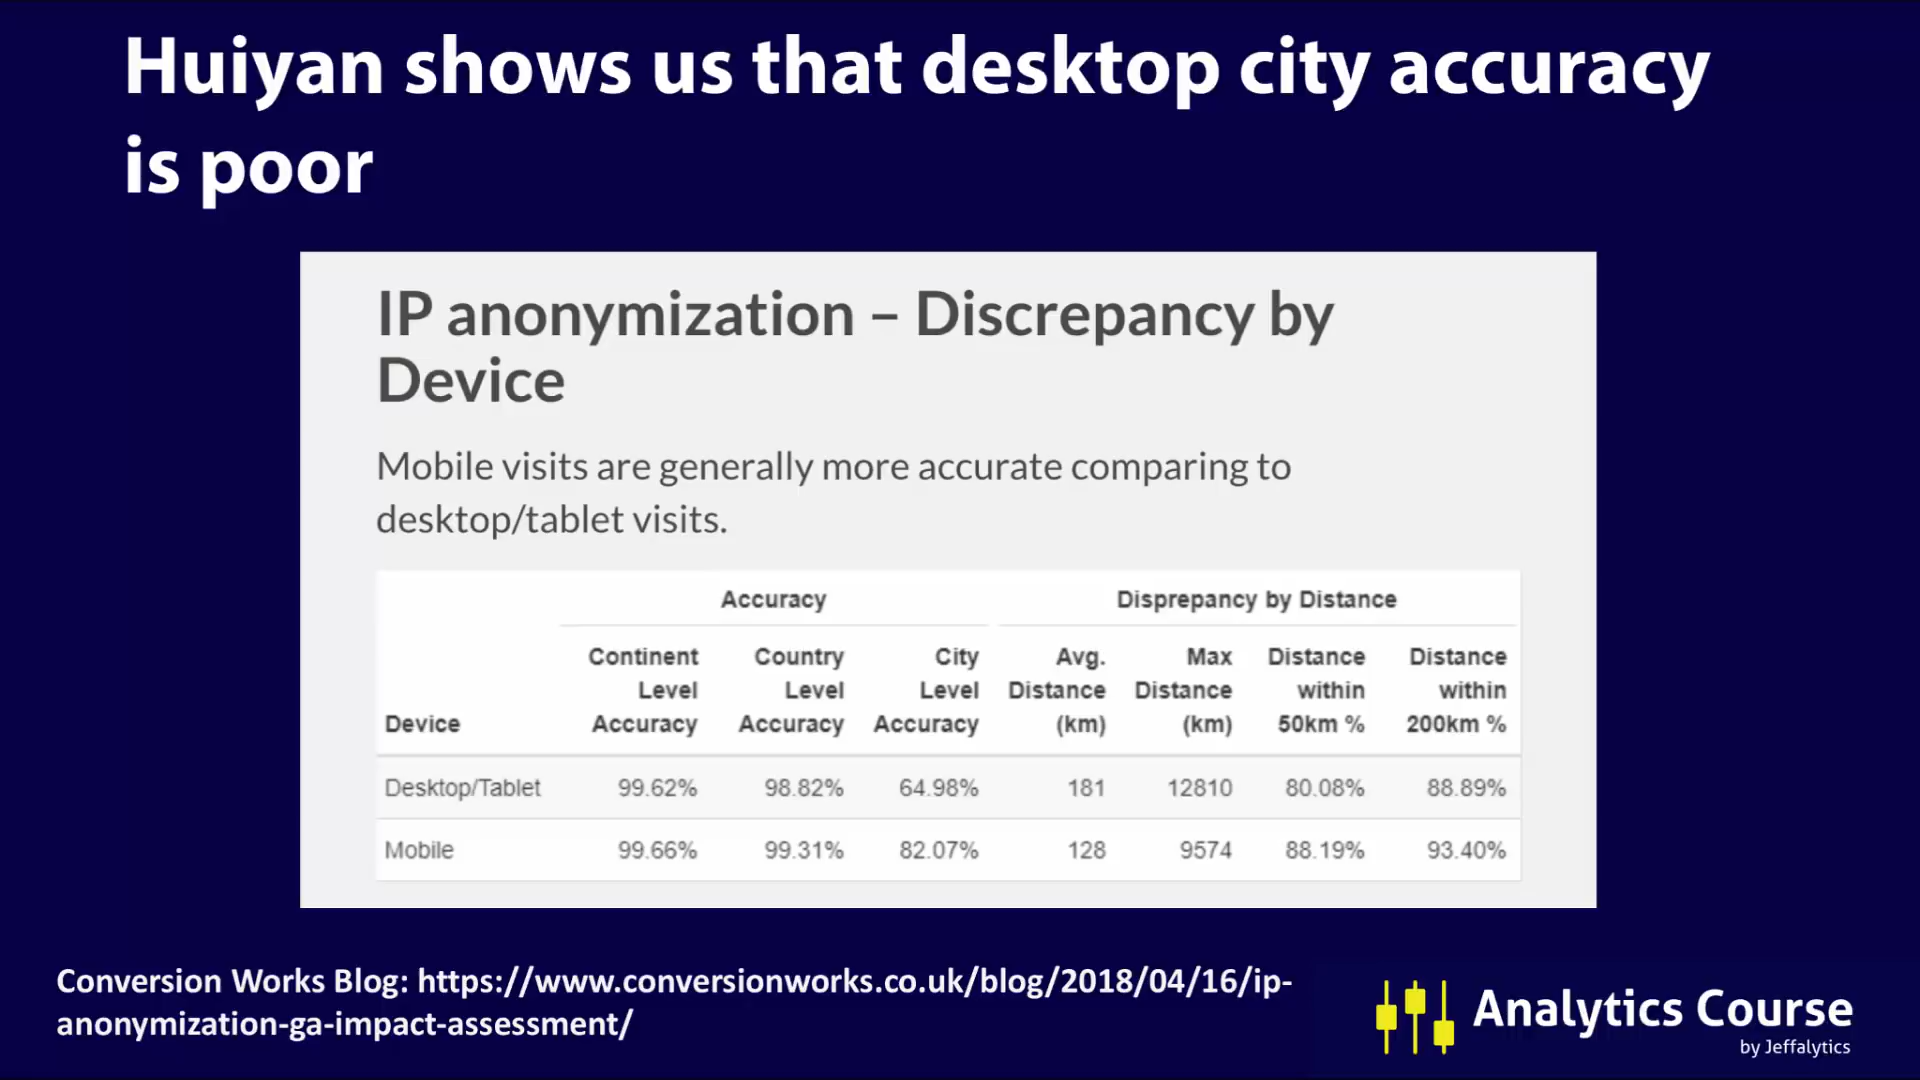 Huiyan shows us that desktop city accuracy
is poor
IP anonymization – Discrepancy by
Device
Mobile visits are generally more accurate comparing to
desktop/tablet visits.
Accuracy Disprepancy by Distance
Continent Country City Avg. Max Distance Distance
Level Level Level Distance Distance within within
Device Accuracy Accuracy Accuracy (km) (km) 50km % 200km %
Desktop/Tablet 99.62% 98.82% 64.98% 181 12810 80.08% 88.89%
Mobile 99.66% 99.31% 82.07% 128 9574 88.19% 93.40%
Conversion Works Blog: https://www.conversionworks.co.uk/blog/2018/04/16/ip-
anonymization-ga-impact-assessment/
Analytics Course
by Jeffalytics